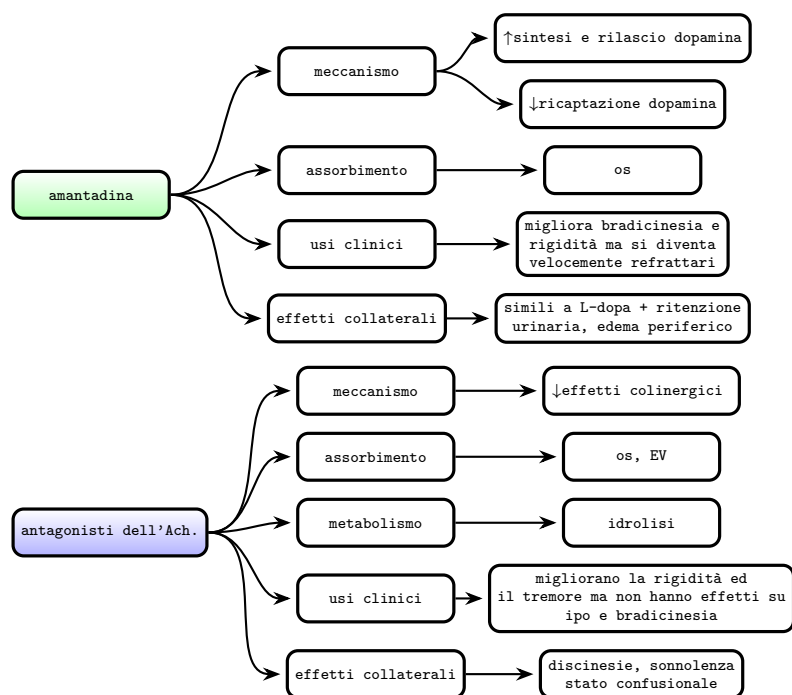 amantadina
meccanismo
↑sintesi e rilascio dopamina
↓ricaptazione dopamina
assorbimento
os
usi clinici
migliora bradicinesia e
rigidità ma si diventa
velocemente refrattari
effetti collaterali
simili a L-dopa + ritenzione
urinaria, edema periferico
antagonisti dell'Ach.
meccanismo
↓effetti colinergici
assorbimento
os, EV
metabolismo
idrolisi
usi clinici
migliorano la rigidità ed
il tremore ma non hanno effetti su
ipo e bradicinesia
effetti collaterali
discinesie, sonnolenza
stato confusionale